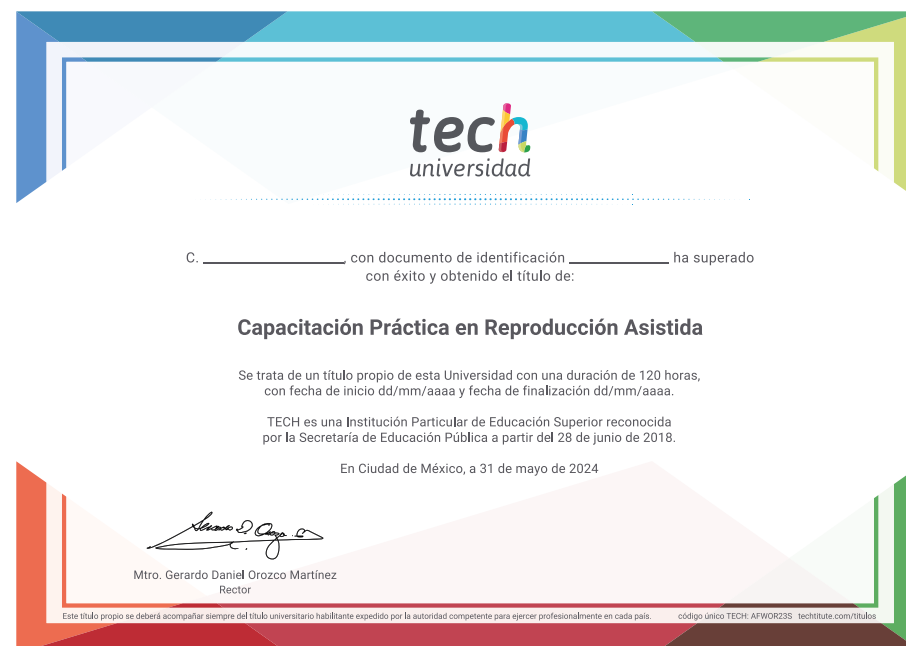 tech
universidad
C. ____________________, con documento de identificación ______________ ha superado
con éxito y obtenido el título de:
Capacitación Práctica en Reproducción Asistida
Se trata de un título propio de esta Universidad con una duración de 120 horas,
con fecha de inicio dd/mm/aaaa y fecha de finalización dd/mm/aaaa.
TECH es una Institución Particular de Educación Superior reconocida
por la Secretaría de Educación Pública a partir del 28 de junio de 2018.
En Ciudad de México, a 31 de mayo de 2024
Mtro. Gerardo Daniel Orozco Martínez
Rector
Este título propio se deberá acompañar siempre del título universitario habilitante expedido por la autoridad competente para ejercer profesionalmente en cada país. código único TECH: AFWOR23S techtitute.com/titulos